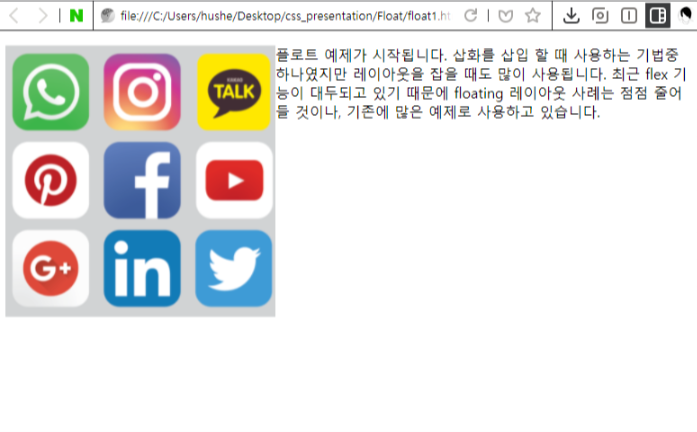 N
file:///C:/Users/hushe/Desktop/css_presentation/Float/float1.ht
플로트 예제가 시작됩니다. 삽화를 삽입 할 때 사용하는 기법중
하나였지만 레이아웃을 잡을 때도 많이 사용됩니다. 최근 flex 기
능이 대두되고 있기 때문에 floating 레이아웃 사례는 점점 줄어
들 것이나, 기존에 많은 예제로 사용하고 있습니다.
KAKAO
TALK
f
G+
in